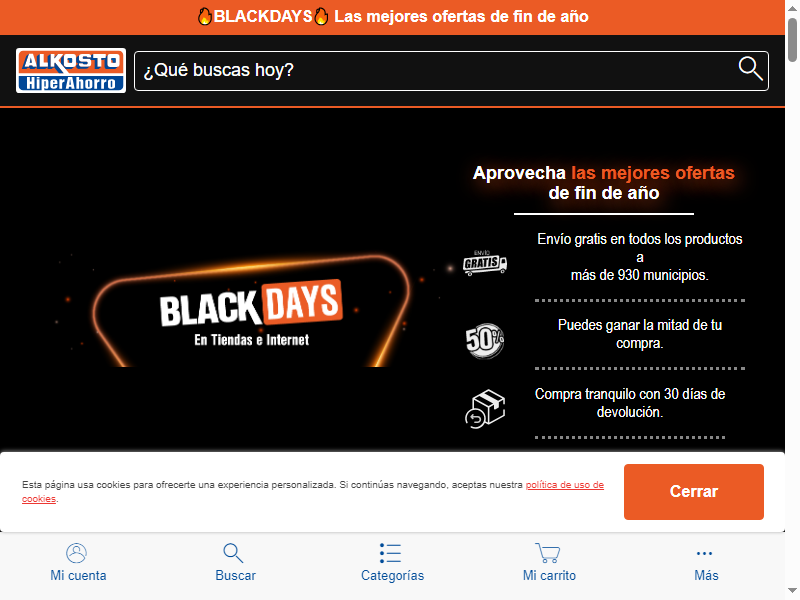 🔥BLACKDAYS🔥 Las mejores ofertas de fin de año
ALKOSTO
HiperAhorro
¿Qué buscas hoy?
Aprovecha las mejores ofertas
de fin de año
ENVÍO
GRATIS
Envío gratis en todos los productos
a
más de 930 municipios.
BLACK DAYS
En Tiendas e Internet
50%
Puedes ganar la mitad de tu
compra.
Compra tranquilo con 30 días de
devolución.
Esta página usa cookies para ofrecerte una experiencia personalizada. Si continúas navegando, aceptas nuestra política de uso de
cookies.
Cerrar
Mi cuenta
Buscar
Categorías
Mi carrito
Más